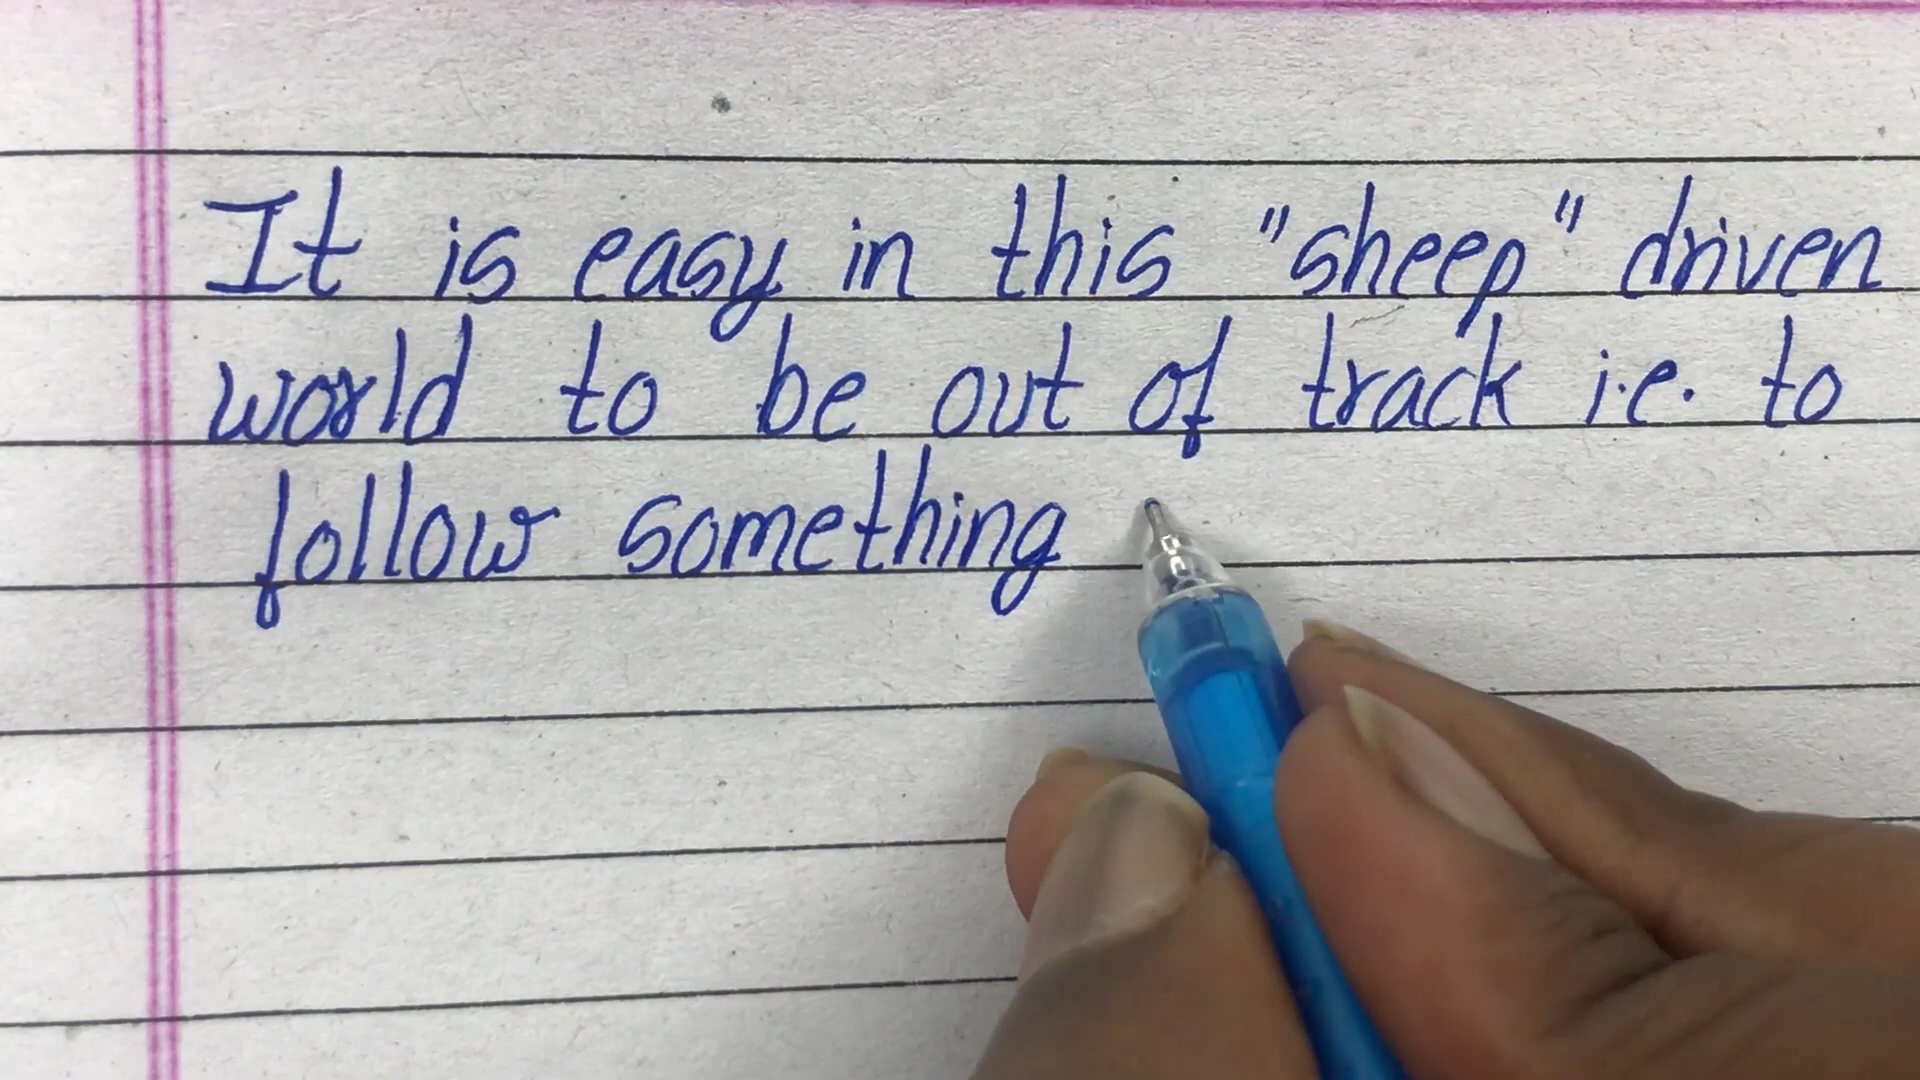 It is easy in this "sheep" driven
world to be out of track i.e. to
follow something